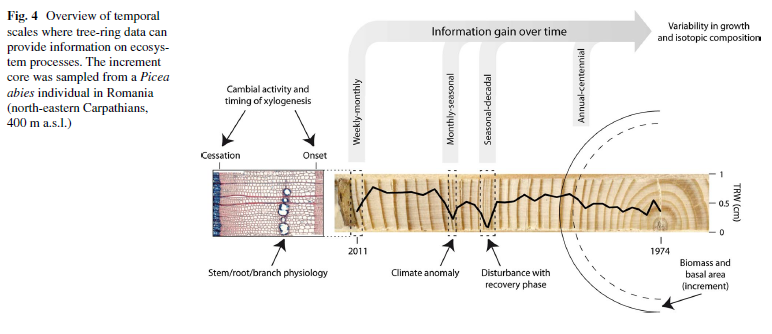 Fig. 4 Overview of temporal
scales where tree-ring data can
provide information on ecosys-
tem processes. The increment
core was sampled from a Picea
abies individual in Romania
(north-eastern Carpathians,
400 m a.s.l.)
Information gain over time
Variability in growth
and isotopic composition
Weekly-monthly
Monthly-seasonal
Seasonal-decadal
Annual-centennial
Cambial activity and
timing of xylogenesis
Cessation
Onset
1
0.5
0
TRW (cm)
2011
1974
Stem/root/branch physiology
Climate anomaly
Disturbance with
recovery phase
Biomass and
basal area
(increment)